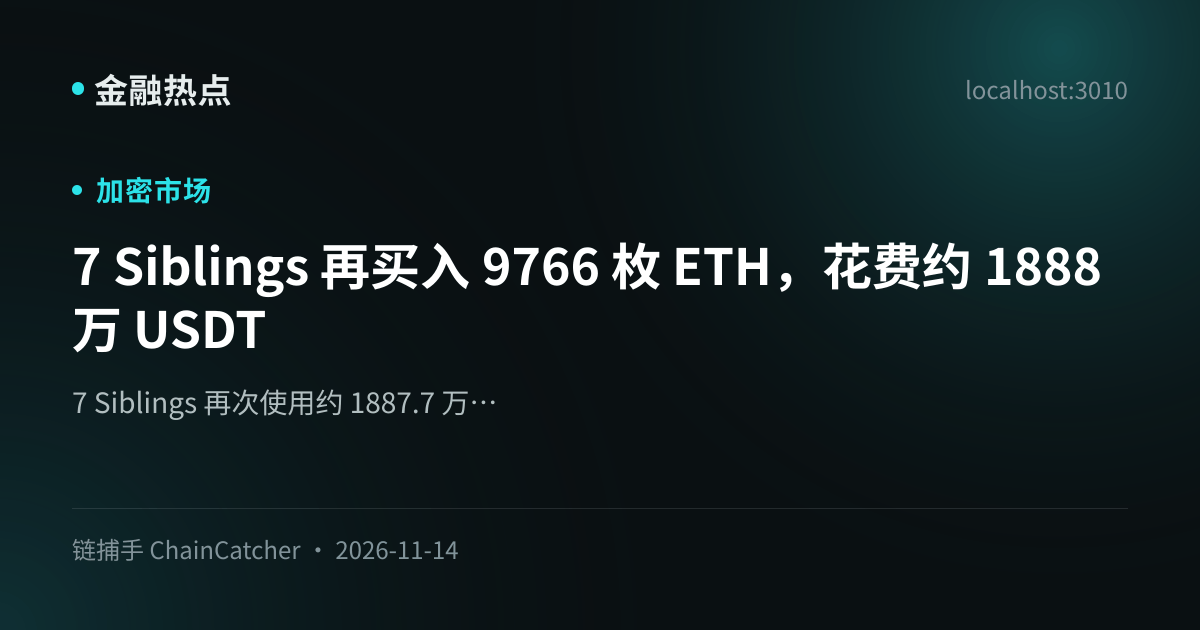 金融热点
localhost:3010
加密市场
7 Siblings 再买入 9766 枚 ETH，花费约 1888
万 USDT
7 Siblings 再次使用约 1887.7 万…
链捕手 ChainCatcher · 2026-11-14